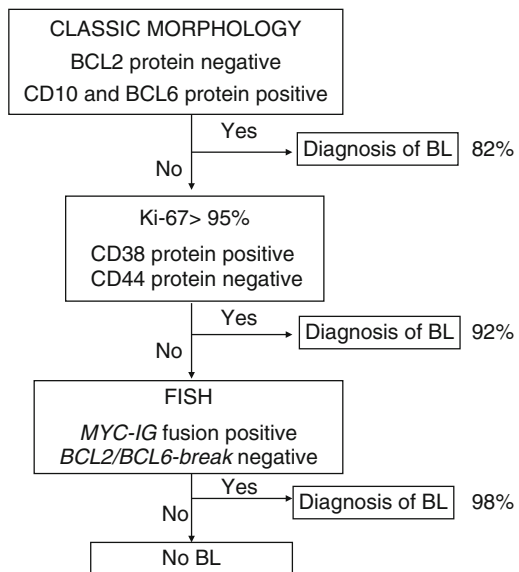 CLASSIC MORPHOLOGY
BCL2 protein negative
CD10 and BCL6 protein positive
Yes
Diagnosis of BL 82%
No
Ki-67> 95%
CD38 protein positive
CD44 protein negative
Yes
Diagnosis of BL 92%
No
FISH
MYC-IG fusion positive
BCL2/BCL6-break negative
Yes
Diagnosis of BL 98%
No
No BL